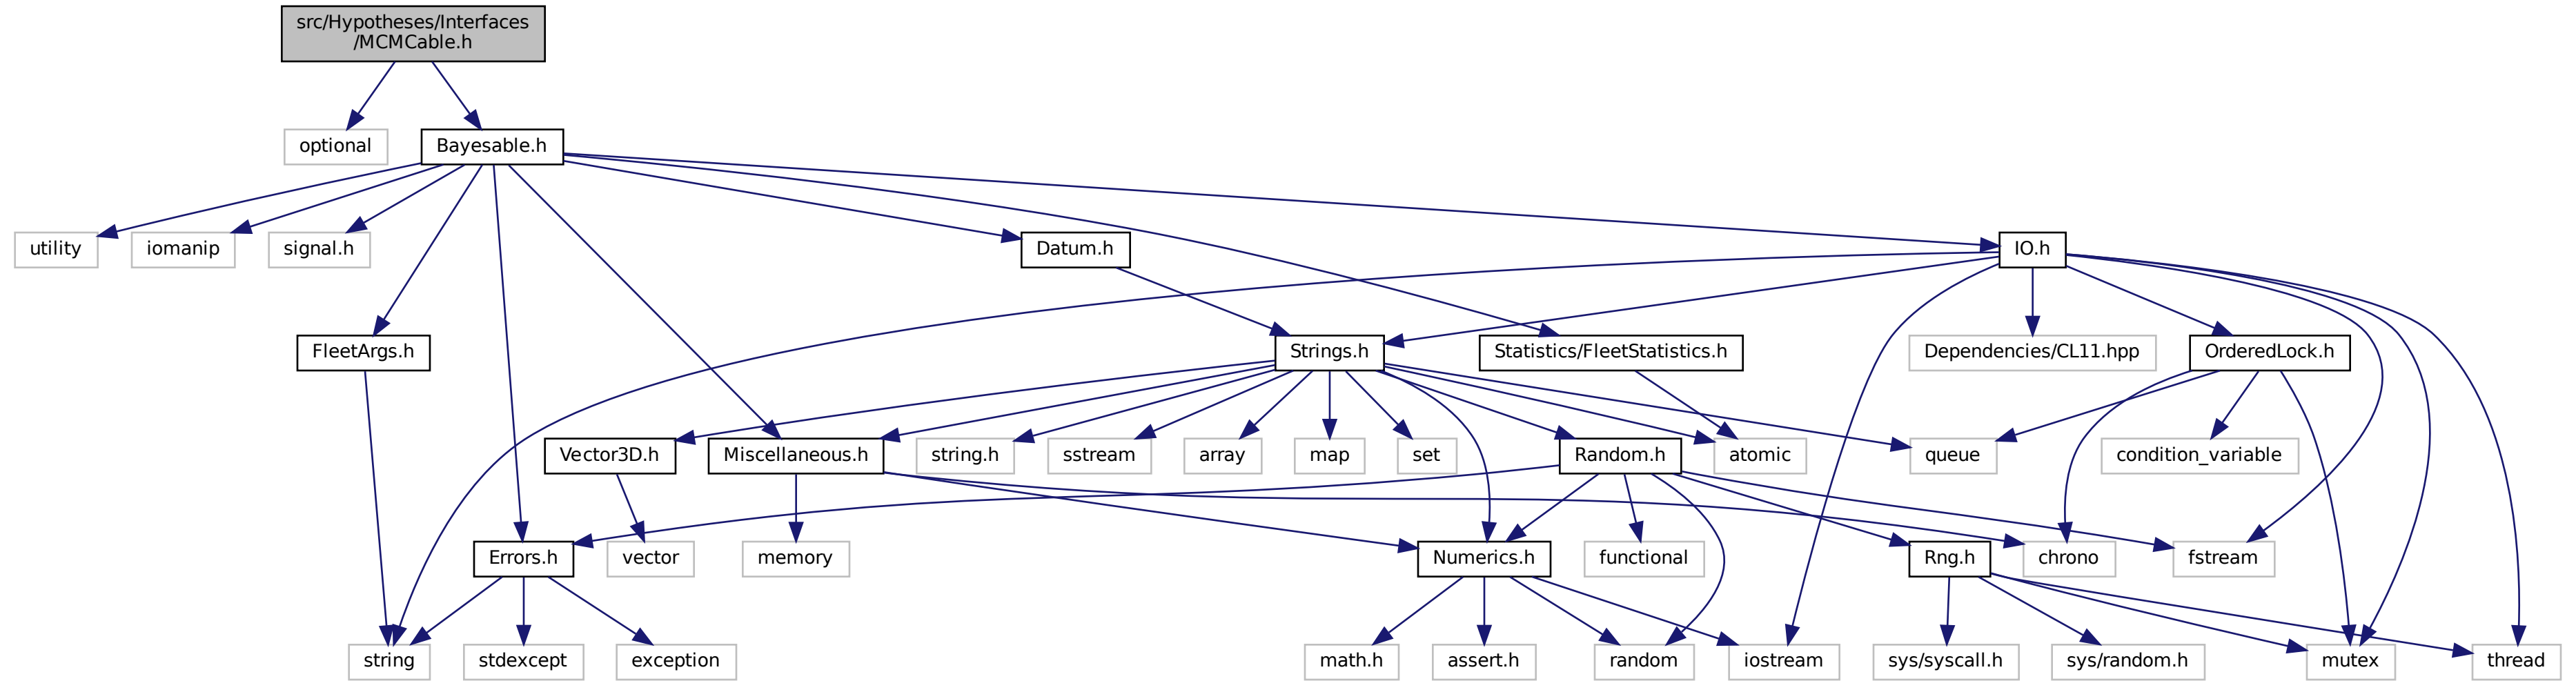 src/Hypotheses/Interfaces
/MCMCable.h
optional
Bayesable.h
utility
iomanip
signal.h
Datum.h
IO.h
FleetArgs.h
Strings.h
Statistics/FleetStatistics.h
Dependencies/CL11.hpp
OrderedLock.h
Vector3D.h
Miscellaneous.h
string.h
sstream
array
map
set
Random.h
atomic
queue
condition_variable
Errors.h
vector
memory
Numerics.h
functional
Rng.h
chrono
fstream
string
stdexcept
exception
math.h
assert.h
random
iostream
sys/syscall.h
sys/random.h
mutex
thread